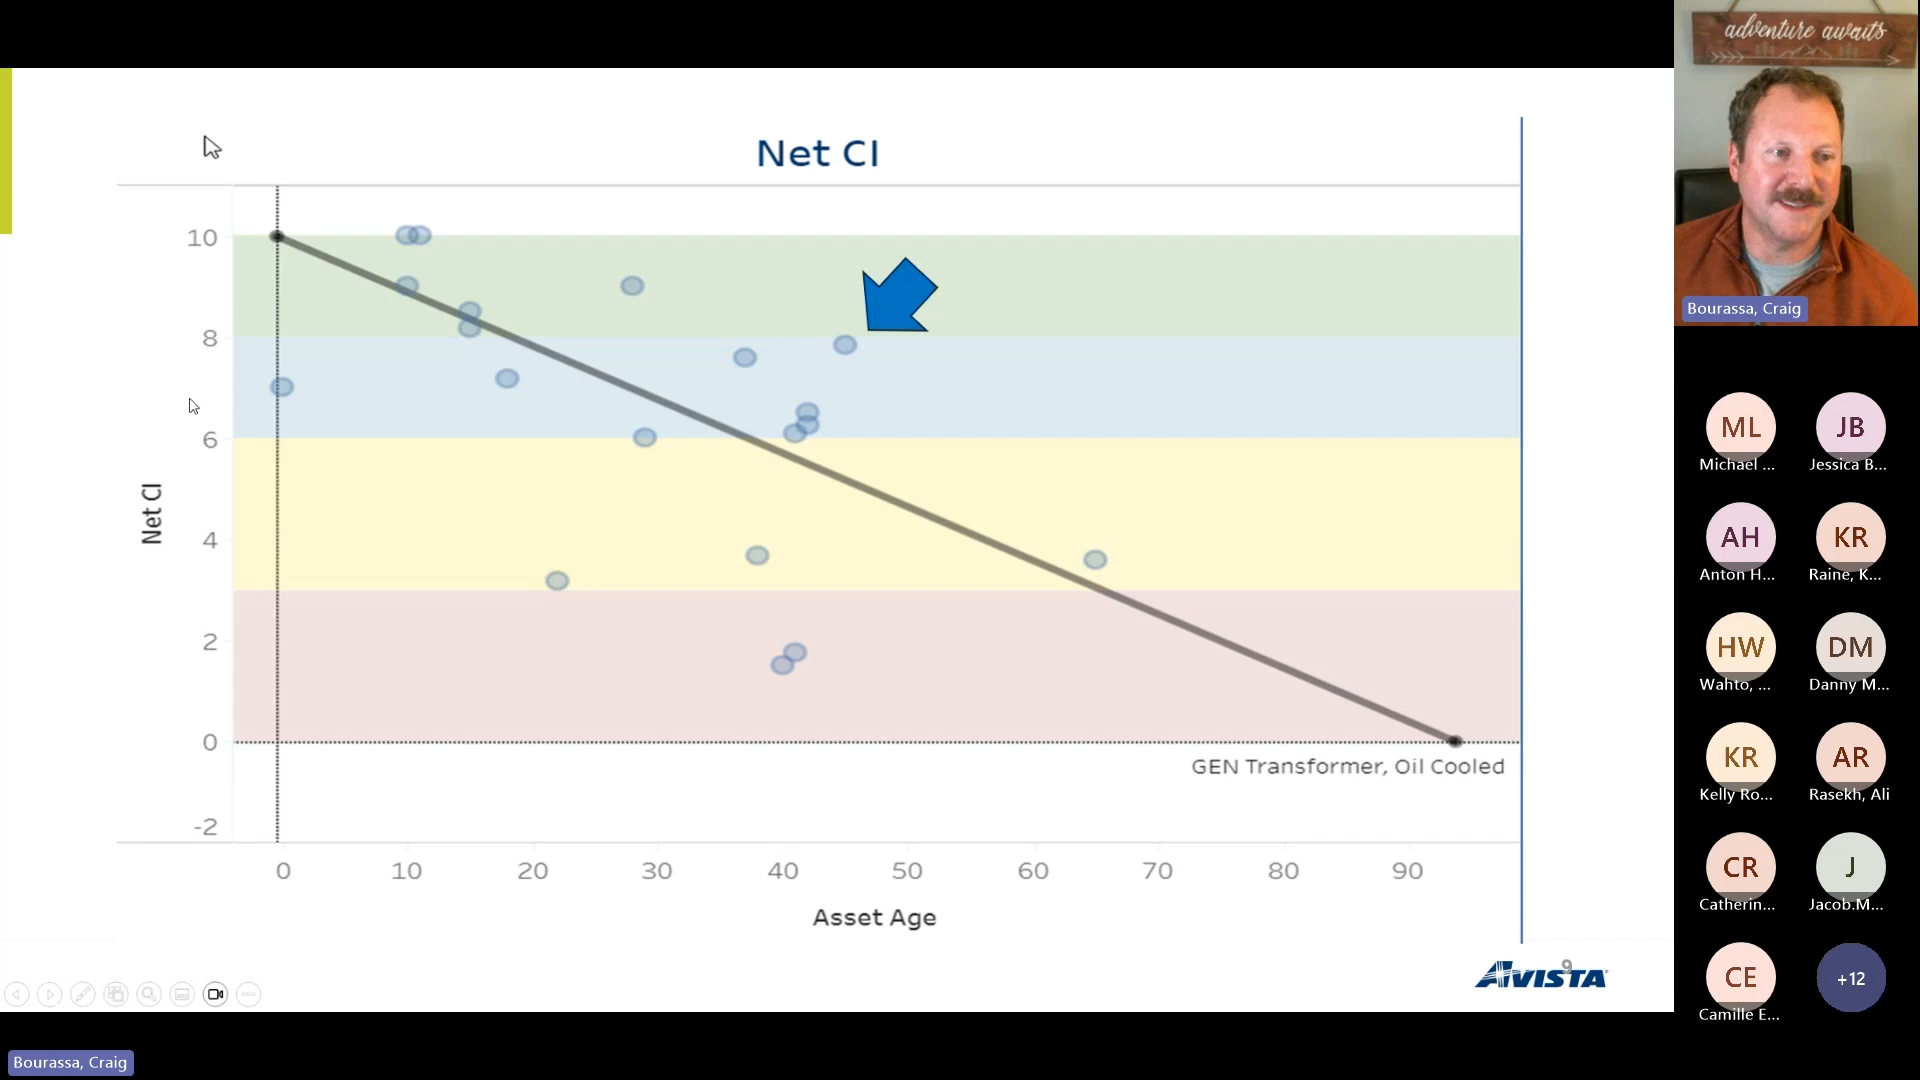 Net CI
10
8
6
4
2
0
-2
Net CI
GEN Transformer, Oil Cooled
0 10 20 30 40 50 60 70 80 90
Asset Age
9
AVISTA
adventure awaits
Bourassa, Craig
ML JB
Michael ... Jessica B...
AH KR
Anton H... Raine, K...
HW DM
Wahto, ... Danny M...
KR AR
Kelly Ro... Rasekh, Ali
CR J
Catherin... Jacob.M...
CE +12
Camille E...
Bourassa, Craig